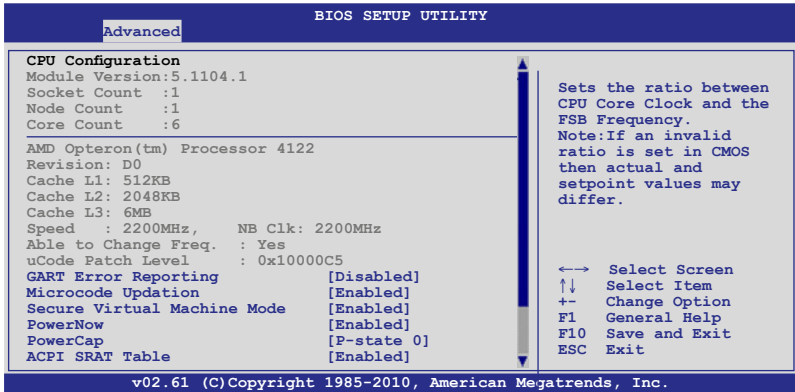 BIOS SETUP UTILITY
Advanced
CPU Configuration
Module Version:5.1104.1
Socket Count :1
Node Count :1
Core Count :6
AMD Opteron(tm) Processor 4122
Revision: D0
Cache L1: 512KB
Cache L2: 2048KB
Cache L3: 6MB
Speed : 2200MHz, NB Clk: 2200MHz
Able to Change Freq. : Yes
uCode Patch Level : 0x10000C5
GART Error Reporting [Disabled]
Microcode Updation [Enabled]
Secure Virtual Machine Mode [Enabled]
PowerNow [Enabled]
PowerCap [P-state 0]
ACPI SRAT Table [Enabled]
Sets the ratio between
CPU Core Clock and the
FSB Frequency.
Note:If an invalid
ratio is set in CMOS
then actual and
setpoint values may
differ.
←→ Select Screen
↑↓ Select Item
+- Change Option
F1 General Help
F10 Save and Exit
ESC Exit
v02.61 (C)Copyright 1985-2010, American Megatrends, Inc.